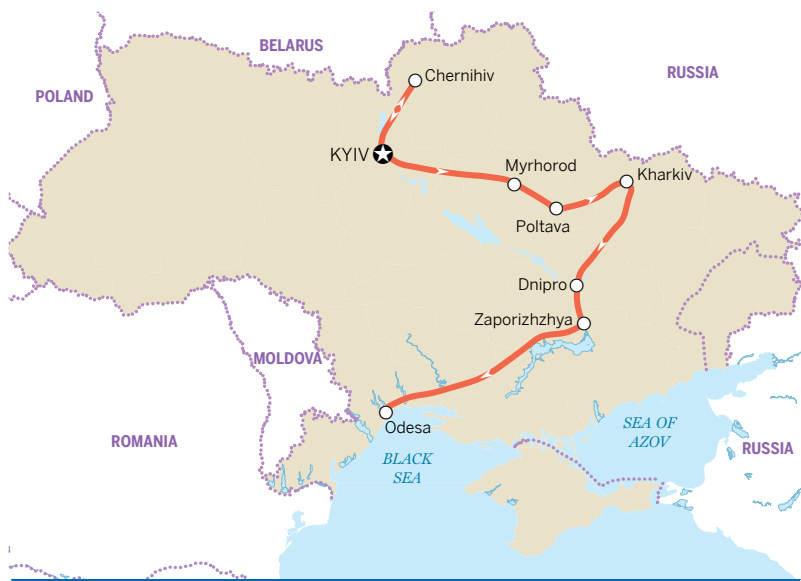 BELARUS
RUSSIA
Chernihiv
POLAND
KYIV
Myrhorod
Kharkiv
Poltava
Dnipro
Zaporizhzhya
MOLDOVA
Odesa
SEA OF
AZOV
ROMANIA
RUSSIA
BLACK
SEA